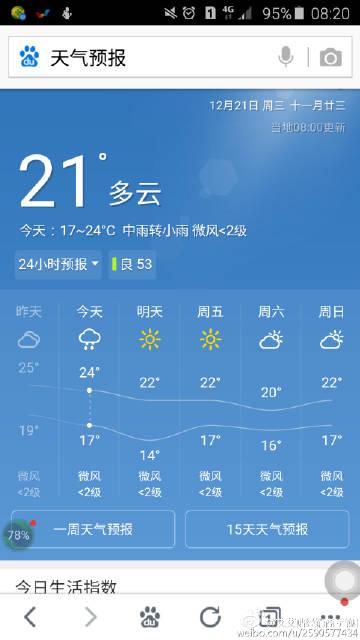 4G
1
95%
08:20
du
天气预报
12月21日 周三 十一月廿三
当地08:00更新
21°
多云
今天：17~24°C 中雨转小雨 微风<2级
24小时预报
良 53
昨天 今天 明天 周五 周六 周日
25° 24° 22° 22° 20° 22°
19° 17° 14° 17° 16° 17°
微风 微风 微风 微风 微风 微风
<2级 <2级 <2级 <2级 <2级 <2级
一周天气预报
15天天气预报
78%
今日生活指数
du
weibo.com/u/2590577434